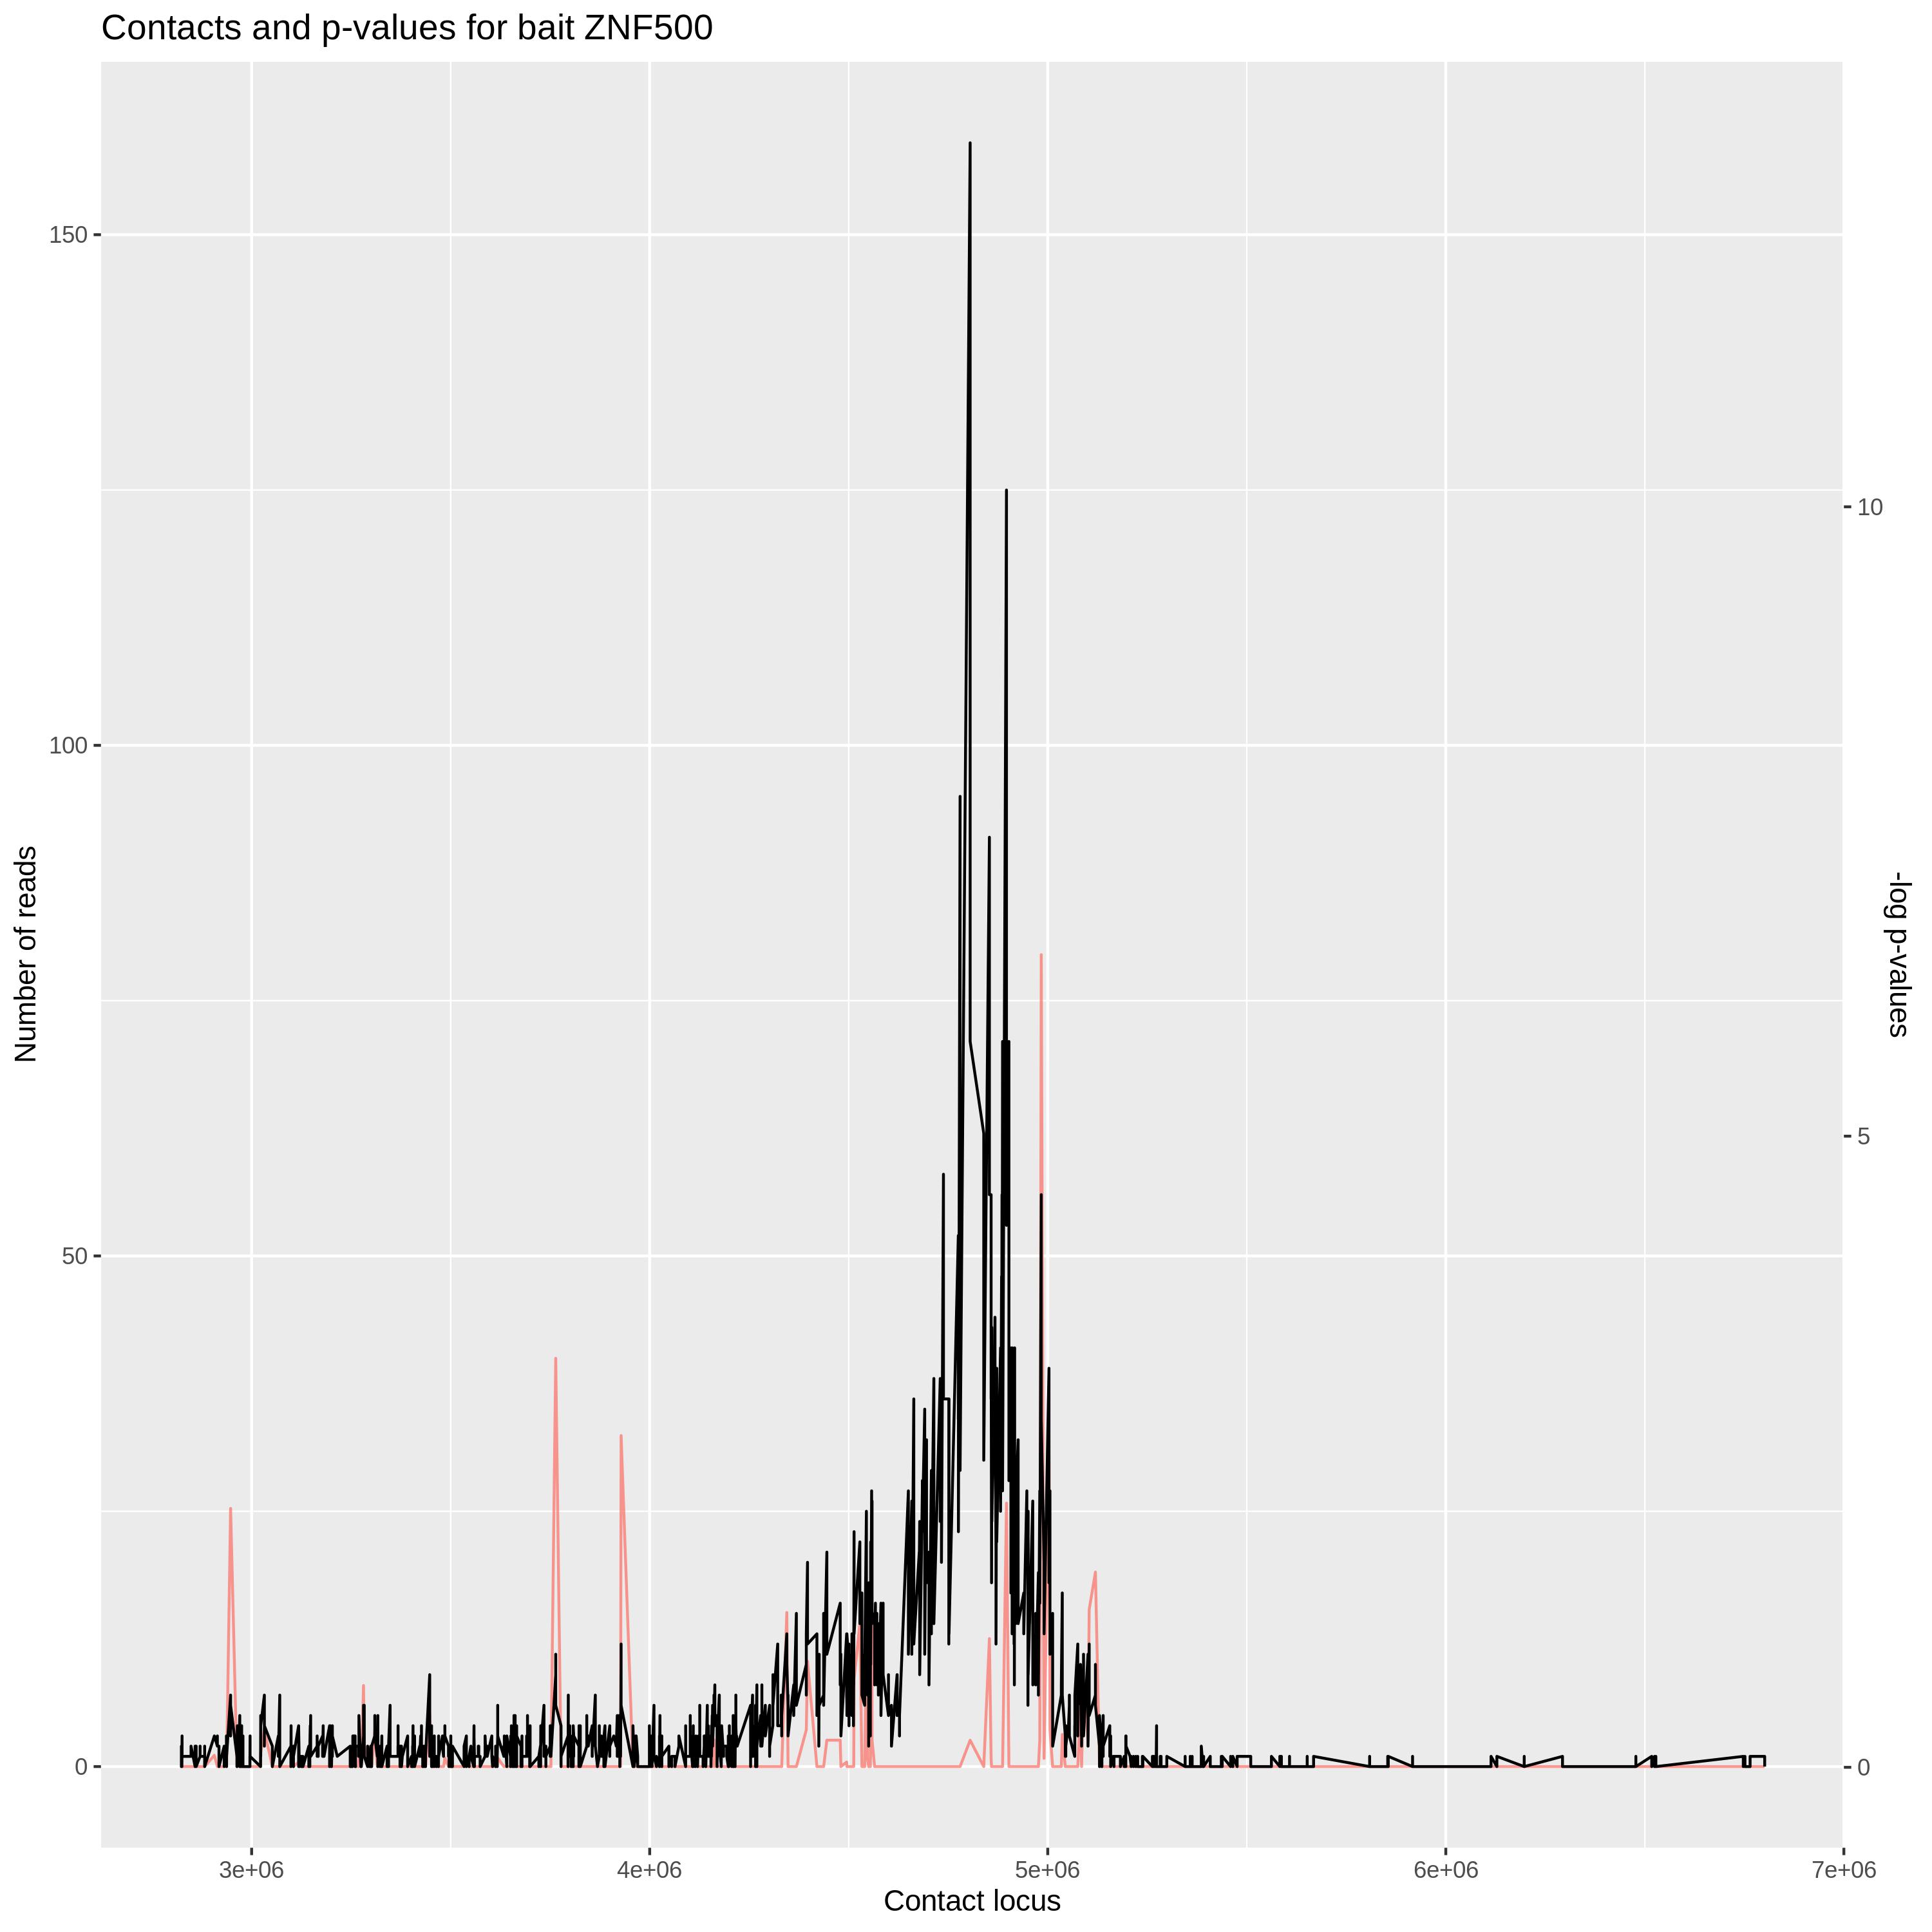 Contacts and p-values for bait ZNF500
150
100
50
0
Number of reads
10
5
0
-log p-values
3e+06
4e+06
5e+06
6e+06
7e+06
Contact locus